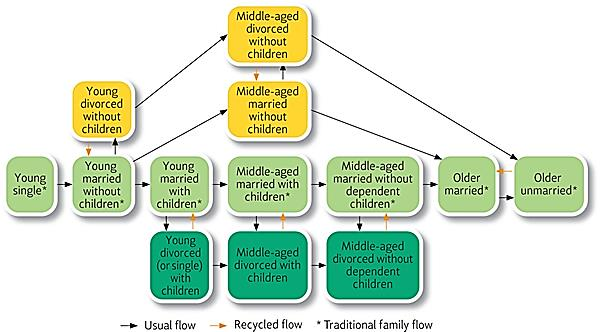 Middle-aged
divorced
without
children
Young
divorced
without
children
Middle-aged
married
without
children
Young
single*
Young
married
without
children*
Young
married
with
children*
Middle-aged
married with
children*
Middle-aged
married without
dependent
children*
Older
married*
Older
unmarried*
Young
divorced
(or single)
with
children
Middle-aged
divorced with
children
Middle-aged
divorced without
dependent
children
Usual flow
Recycled flow
* Traditional family flow